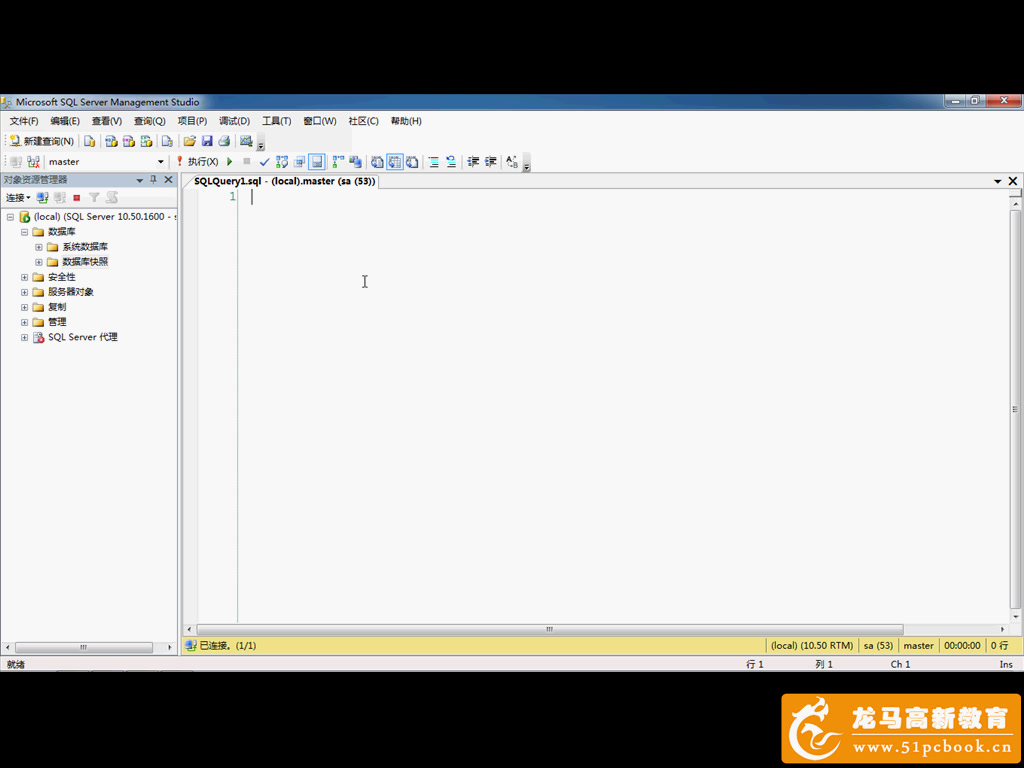 Microsoft SQL Server Management Studio
文件(F) 编辑(E) 查看(V) 查询(Q) 项目(P) 调试(D) 工具(T) 窗口(W) 社区(C) 帮助(H)
新建查询(N)
master 执行(X)
对象资源管理器
SQLQuery1.sql - (local).master (sa (53))
连接
1
(local) (SQL Server 10.50.1600 - s
数据库
系统数据库
数据库快照
安全性
服务器对象
复制
管理
SQL Server 代理
已连接。(1/1) (local) (10.50 RTM) sa (53) master 00:00:00 0 行
就绪 行 1 列 1 Ch 1 Ins
龙马高新教育
www.51pcbook.cn